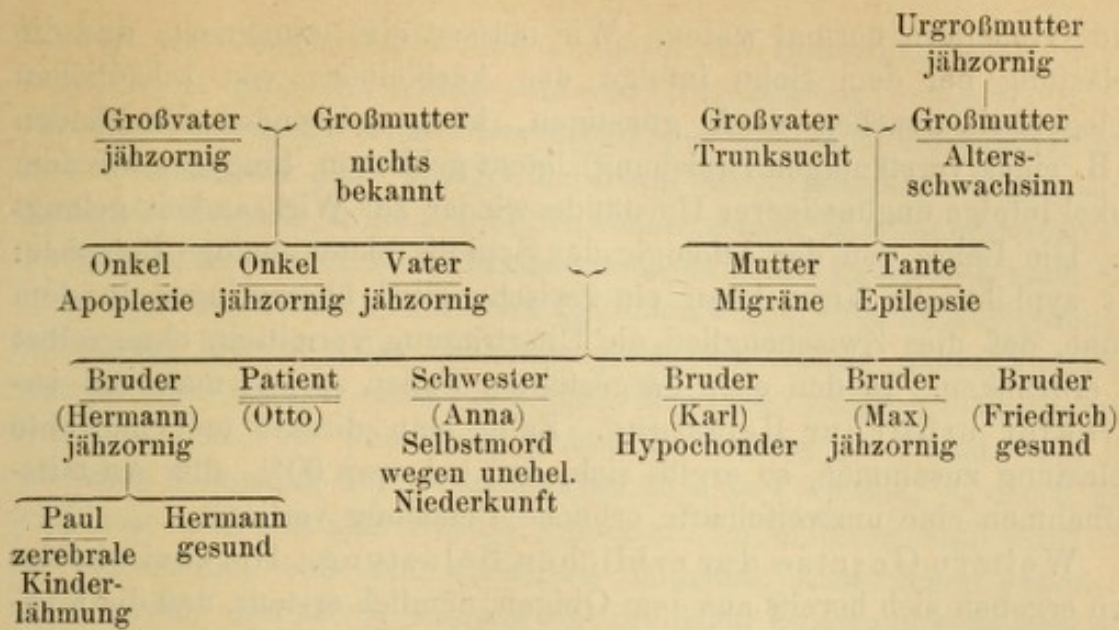 Urgroßmutter
jähzornig
Großvater Großmutter Großvater Großmutter
jähzornig nichts bekannt Trunksucht Alters-
schwachsinn
Onkel Onkel Vater Mutter Tante
Apoplexie jähzornig jähzornig Migräne Epilepsie
Bruder Patient Schwester Bruder Bruder Bruder
(Hermann) (Otto) (Anna) (Karl) (Max) (Friedrich)
jähzornig Selbstmord Hypochonder jähzornig gesund
wegen unehel.
Niederkunft
Paul Hermann
zerebrale gesund
Kinder-
lähmung